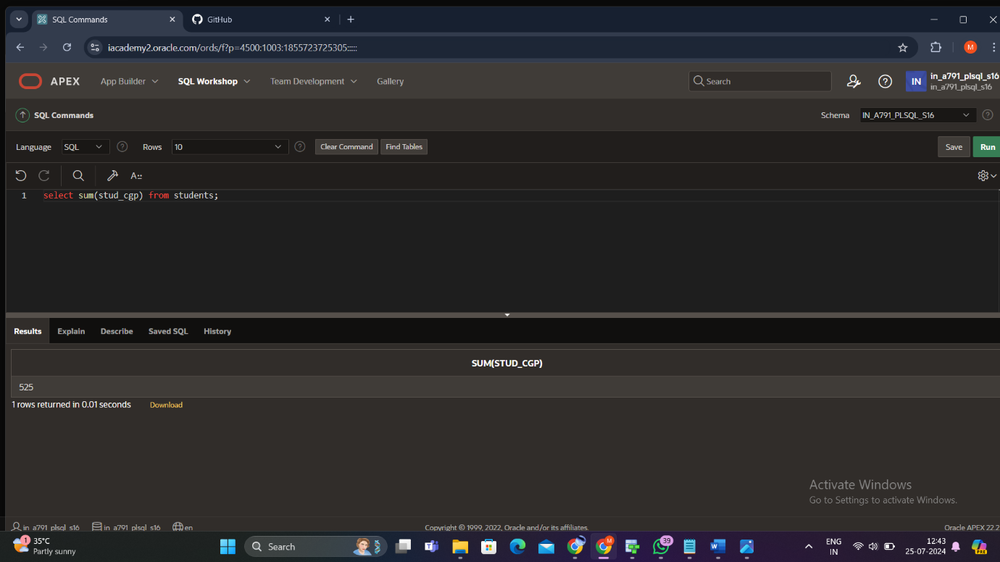 SQL Commands
GitHub
iacademy2.oracle.com/ords/f?p=4500:1003:1855723725305:::::
M
APEX
App Builder
SQL Workshop
Team Development
Gallery
Search
IN
in_a791_plsql_s16
in_a791_plsql_s16
SQL Commands
Schema
IN_A791_PLSQL_S16
Language
SQL
Rows
10
Clear Command
Find Tables
Save
Run
1 select sum(stud_cgp) from students;
Results
Explain
Describe
Saved SQL
History
SUM(STUD_CGP)
525
1 rows returned in 0.01 seconds
Download
Activate Windows
Go to Settings to activate Windows.
in_a791_plsql_s16
in_a791_plsql_s16
en
Copyright © 1999, 2022, Oracle and/or its affiliates.
Oracle APEX 22.2
1
35°C
Partly sunny
Search
M
39
ENG
IN
12:43
25-07-2024
PRE